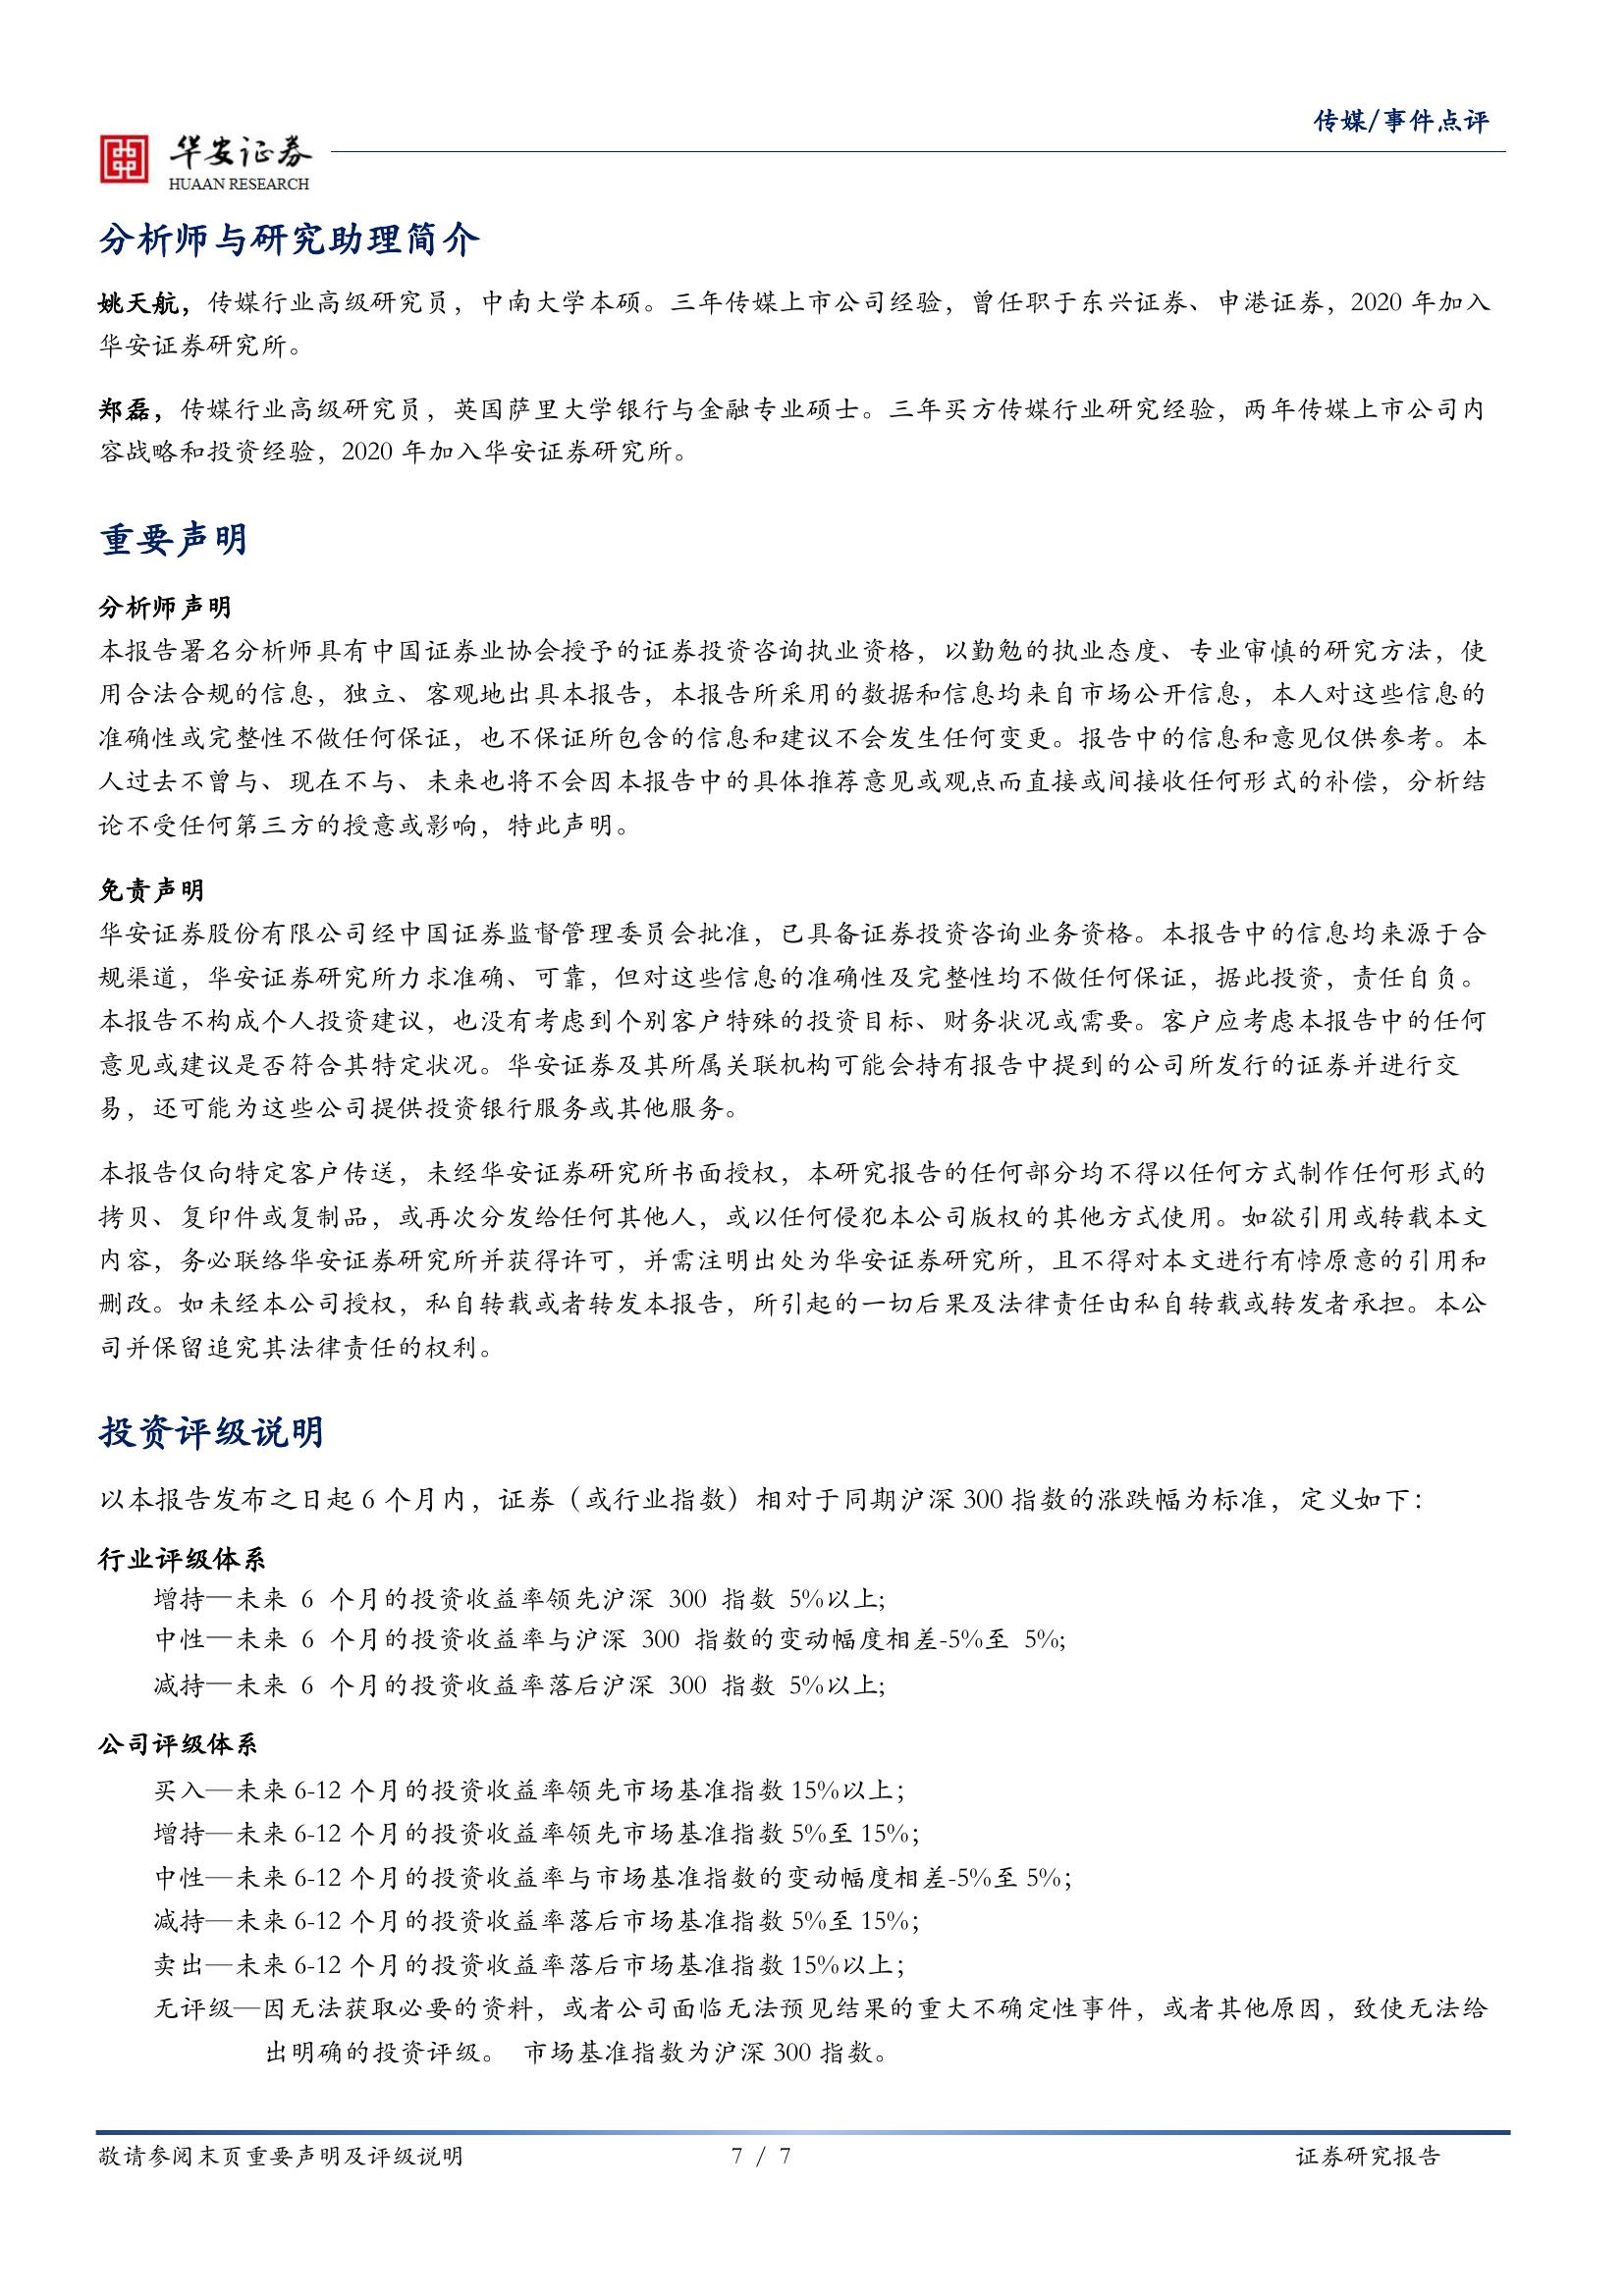 传媒/事件点评
华安证券
HUAAN RESEARCH
分析师与研究助理简介
姚天航，传媒行业高级研究员，中南大学本硕。三年传媒上市公司经验，曾任职于东兴证券、申港证券，2020 年加入
华安证券研究所。
郑磊，传媒行业高级研究员，英国萨里大学银行与金融专业硕士。三年买方传媒行业研究经验，两年传媒上市公司内
容战略和投资经验，2020 年加入华安证券研究所。
重要声明
分析师声明
本报告署名分析师具有中国证券业协会授予的证券投资咨询执业资格，以勤勉的执业态度、专业审慎的研究方法，使
用合法合规的信息，独立、客观地出具本报告，本报告所采用的数据和信息均来自市场公开信息，本人对这些信息的
准确性或完整性不做任何保证，也不保证所包含的信息和建议不会发生任何变更。报告中的信息和意见仅供参考。本
人过去不曾与、现在不与、未来也将不会因本报告中的具体推荐意见或观点而直接或间接收任何形式的补偿，分析结
论不受任何第三方的授意或影响，特此声明。
免责声明
华安证券股份有限公司经中国证券监督管理委员会批准，已具备证券投资咨询业务资格。本报告中的信息均来源于合
规渠道，华安证券研究所力求准确、可靠，但对这些信息的准确性及完整性均不做任何保证，据此投资，责任自负。
本报告不构成个人投资建议，也没有考虑到个别客户特殊的投资目标、财务状况或需要。客户应考虑本报告中的任何
意见或建议是否符合其特定状况。华安证券及其所属关联机构可能会持有报告中提到的公司所发行的证券并进行交
易，还可能为这些公司提供投资银行服务或其他服务。
本报告仅向特定客户传送，未经华安证券研究所书面授权，本研究报告的任何部分均不得以任何方式制作任何形式的
拷贝、复印件或复制品，或再次分发给任何其他人，或以任何侵犯本公司版权的其他方式使用。如欲引用或转载本文
内容，务必联络华安证券研究所并获得许可，并需注明出处为华安证券研究所，且不得对本文进行有悖原意的引用和
删改。如未经本公司授权，私自转载或者转发本报告，所引起的一切后果及法律责任由私自转载或转发者承担。本公
司并保留追究其法律责任的权利。
投资评级说明
以本报告发布之日起 6 个月内，证券（或行业指数）相对于同期沪深 300 指数的涨跌幅为标准，定义如下：
行业评级体系
增持—未来 6 个月的投资收益率领先沪深 300 指数 5%以上;
中性—未来 6 个月的投资收益率与沪深 300 指数的变动幅度相差-5%至 5%;
减持—未来 6 个月的投资收益率落后沪深 300 指数 5%以上;
公司评级体系
买入—未来 6-12 个月的投资收益率领先市场基准指数 15%以上；
增持—未来 6-12 个月的投资收益率领先市场基准指数 5%至 15%；
中性—未来 6-12 个月的投资收益率与市场基准指数的变动幅度相差-5%至 5%；
减持—未来 6-12 个月的投资收益率落后市场基准指数 5%至 15%；
卖出—未来 6-12 个月的投资收益率落后市场基准指数 15%以上；
无评级—因无法获取必要的资料，或者公司面临无法预见结果的重大不确定性事件，或者其他原因，致使无法给
出明确的投资评级。 市场基准指数为沪深 300 指数。
敬请参阅末页重要声明及评级说明 7 / 7 证券研究报告